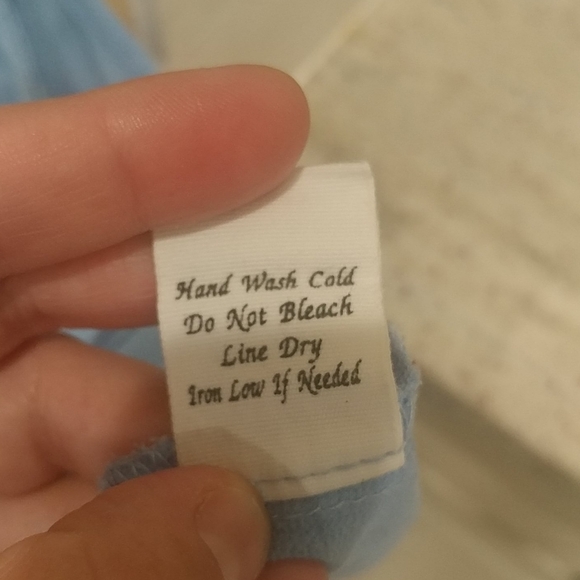 Hand Wash Cold
Do Not Bleach
Line Dry
Iron Low If Needed